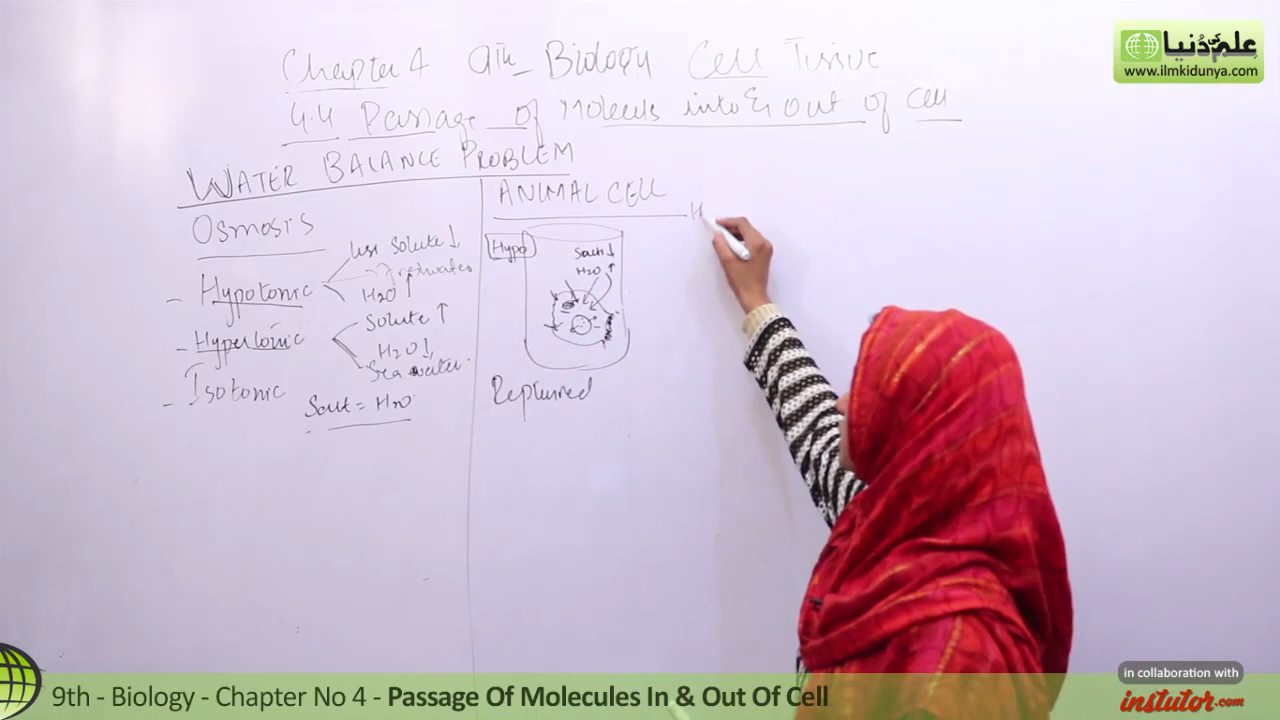 Chapter 4 9th - Biology Cell Tissue
4.4 Passage of Molecules into & out of cell
WATER BALANCE PROBLEM
OSMOSIS
less solute ↓
freshwater
- Hypotonic
H2O ↑
Solute ↑
- Hypertonic
H2O ↓
Sea water
- Isotonic
= H2O
ANIMAL CELL
Hypo
H2O ↑
H
علم کی دنیا
www.ilmkidunya.com
in collaboration with
instutor.com
9th - Biology - Chapter No 4 - Passage Of Molecules In & Out Of Cell